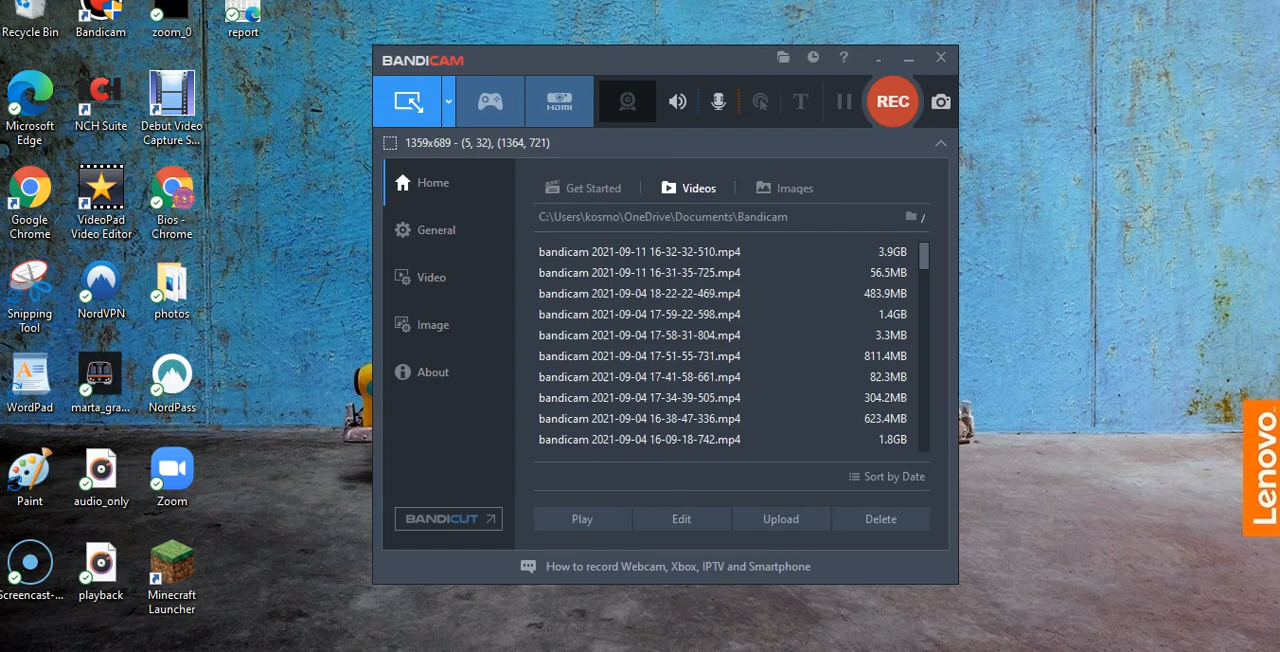 Recycle Bin
Bandicam
zoom_0
report
Microsoft
Edge
NCH Suite
Debut Video
Capture S...
Google
Chrome
VideoPad
Video Editor
Bios -
Chrome
Snipping
Tool
NordVPN
photos
WordPad
marta_gra...
NordPass
Paint
audio_only
Zoom
Screencast-...
playback
Minecraft
Launcher
BANDICAM
HDMI
T
REC
1359x689 - (5, 32), (1364, 721)
Home
General
Video
Image
About
BANDICUT
Get Started
Videos
Images
C:\Users\kosmo\OneDrive\Documents\Bandicam
/
bandicam 2021-09-11 16-32-32-510.mp4 3.9GB
bandicam 2021-09-11 16-31-35-725.mp4 56.5MB
bandicam 2021-09-04 18-22-22-469.mp4 483.9MB
bandicam 2021-09-04 17-59-22-598.mp4 1.4GB
bandicam 2021-09-04 17-58-31-804.mp4 3.3MB
bandicam 2021-09-04 17-51-55-731.mp4 811.4MB
bandicam 2021-09-04 17-41-58-661.mp4 82.3MB
bandicam 2021-09-04 17-34-39-505.mp4 304.2MB
bandicam 2021-09-04 16-38-47-336.mp4 623.4MB
bandicam 2021-09-04 16-09-18-742.mp4 1.8GB
Sort by Date
Play
Edit
Upload
Delete
How to record Webcam, Xbox, IPTV and Smartphone
Lenovo